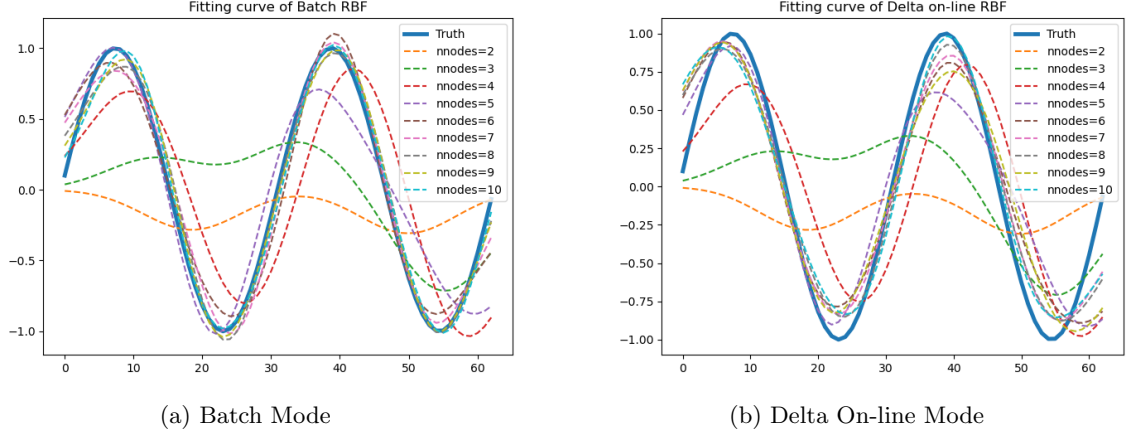 Fitting curve of Batch RBF
1.0
0.5
0.0
−0.5
−1.0
0 10 20 30 40 50 60
Truth
nnodes=2
nnodes=3
nnodes=4
nnodes=5
nnodes=6
nnodes=7
nnodes=8
nnodes=9
nnodes=10
(a) Batch Mode
Fitting curve of Delta on-line RBF
1.00
0.75
0.50
0.25
0.00
−0.25
−0.50
−0.75
−1.00
0 10 20 30 40 50 60
Truth
nnodes=2
nnodes=3
nnodes=4
nnodes=5
nnodes=6
nnodes=7
nnodes=8
nnodes=9
nnodes=10
(b) Delta On-line Mode